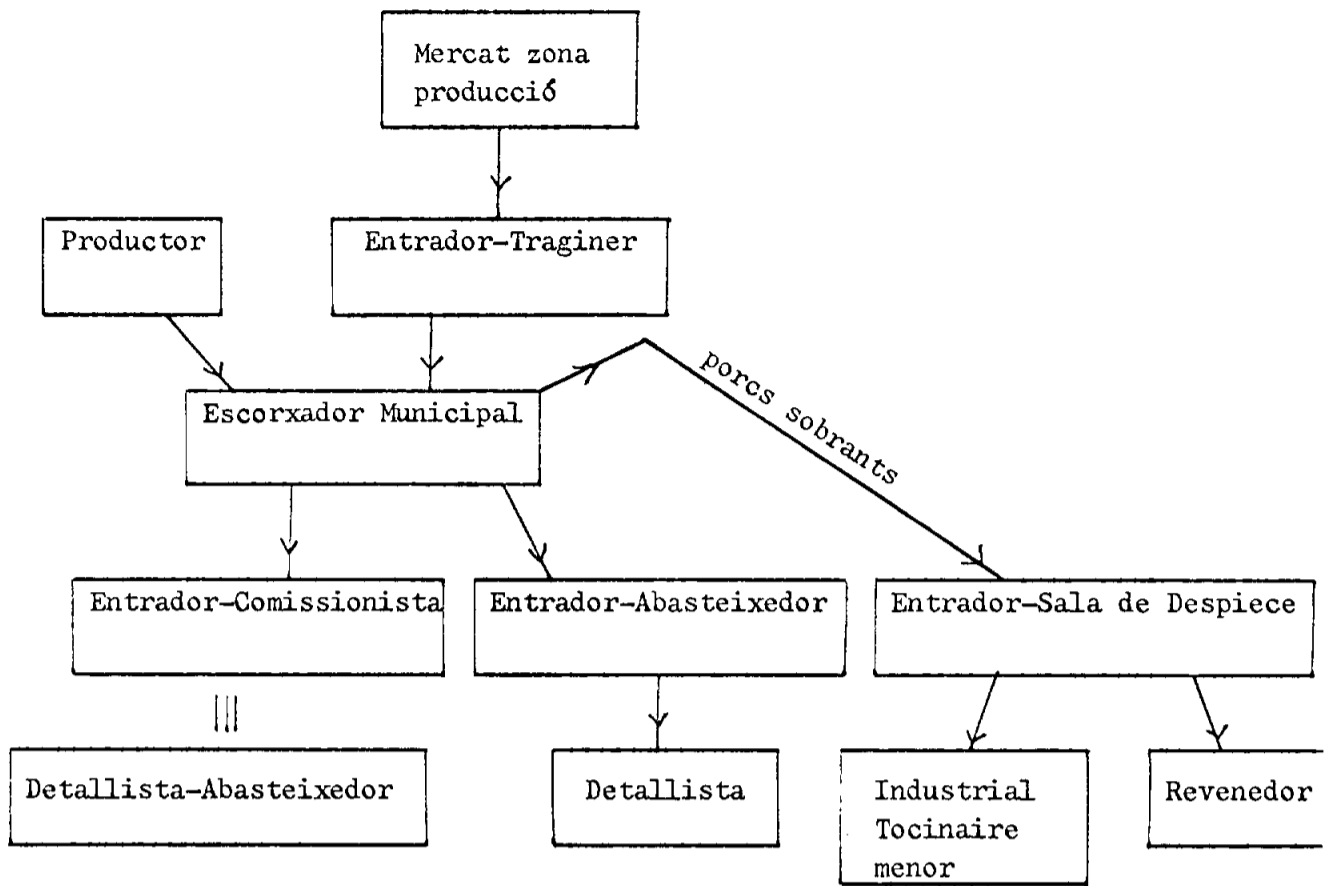 Mercat zona
producció
Productor
Entrador-Traginer
porcs sobrants
Escorxador Municipal
Entrador-Comissionista
Entrador-Abasteixedor
Entrador-Sala de Despiece
Detallista-Abasteixedor
Detallista
Industrial
Tocinaire
menor
Revenedor